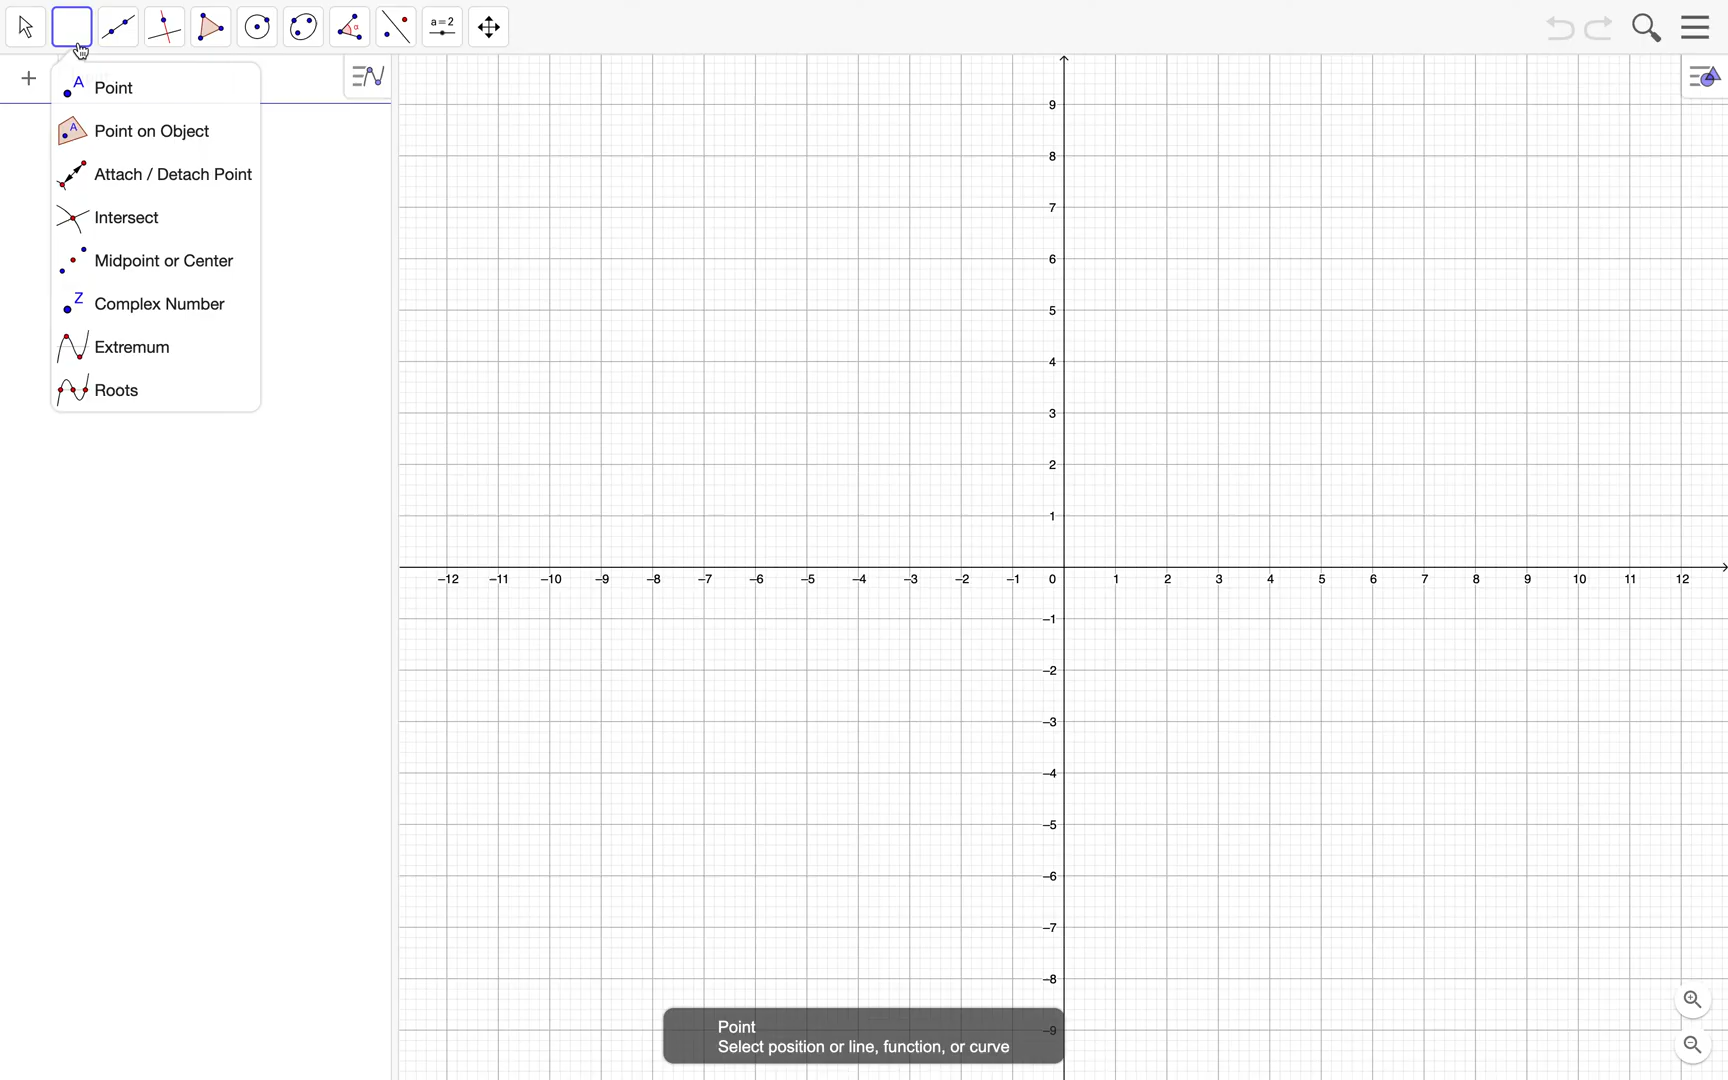 a=2
A Point
A Point on Object
Attach / Detach Point
Intersect
Midpoint or Center
Z Complex Number
Extremum
Roots
α
9
8
7
6
5
4
3
2
1
−12 −11 −10 −9 −8 −7 −6 −5 −4 −3 −2 −1 0 1 2 3 4 5 6 7 8 9 10 11 12
−1
−2
−3
−4
−5
−6
−7
−8
−9
Point
Select position or line, function, or curve